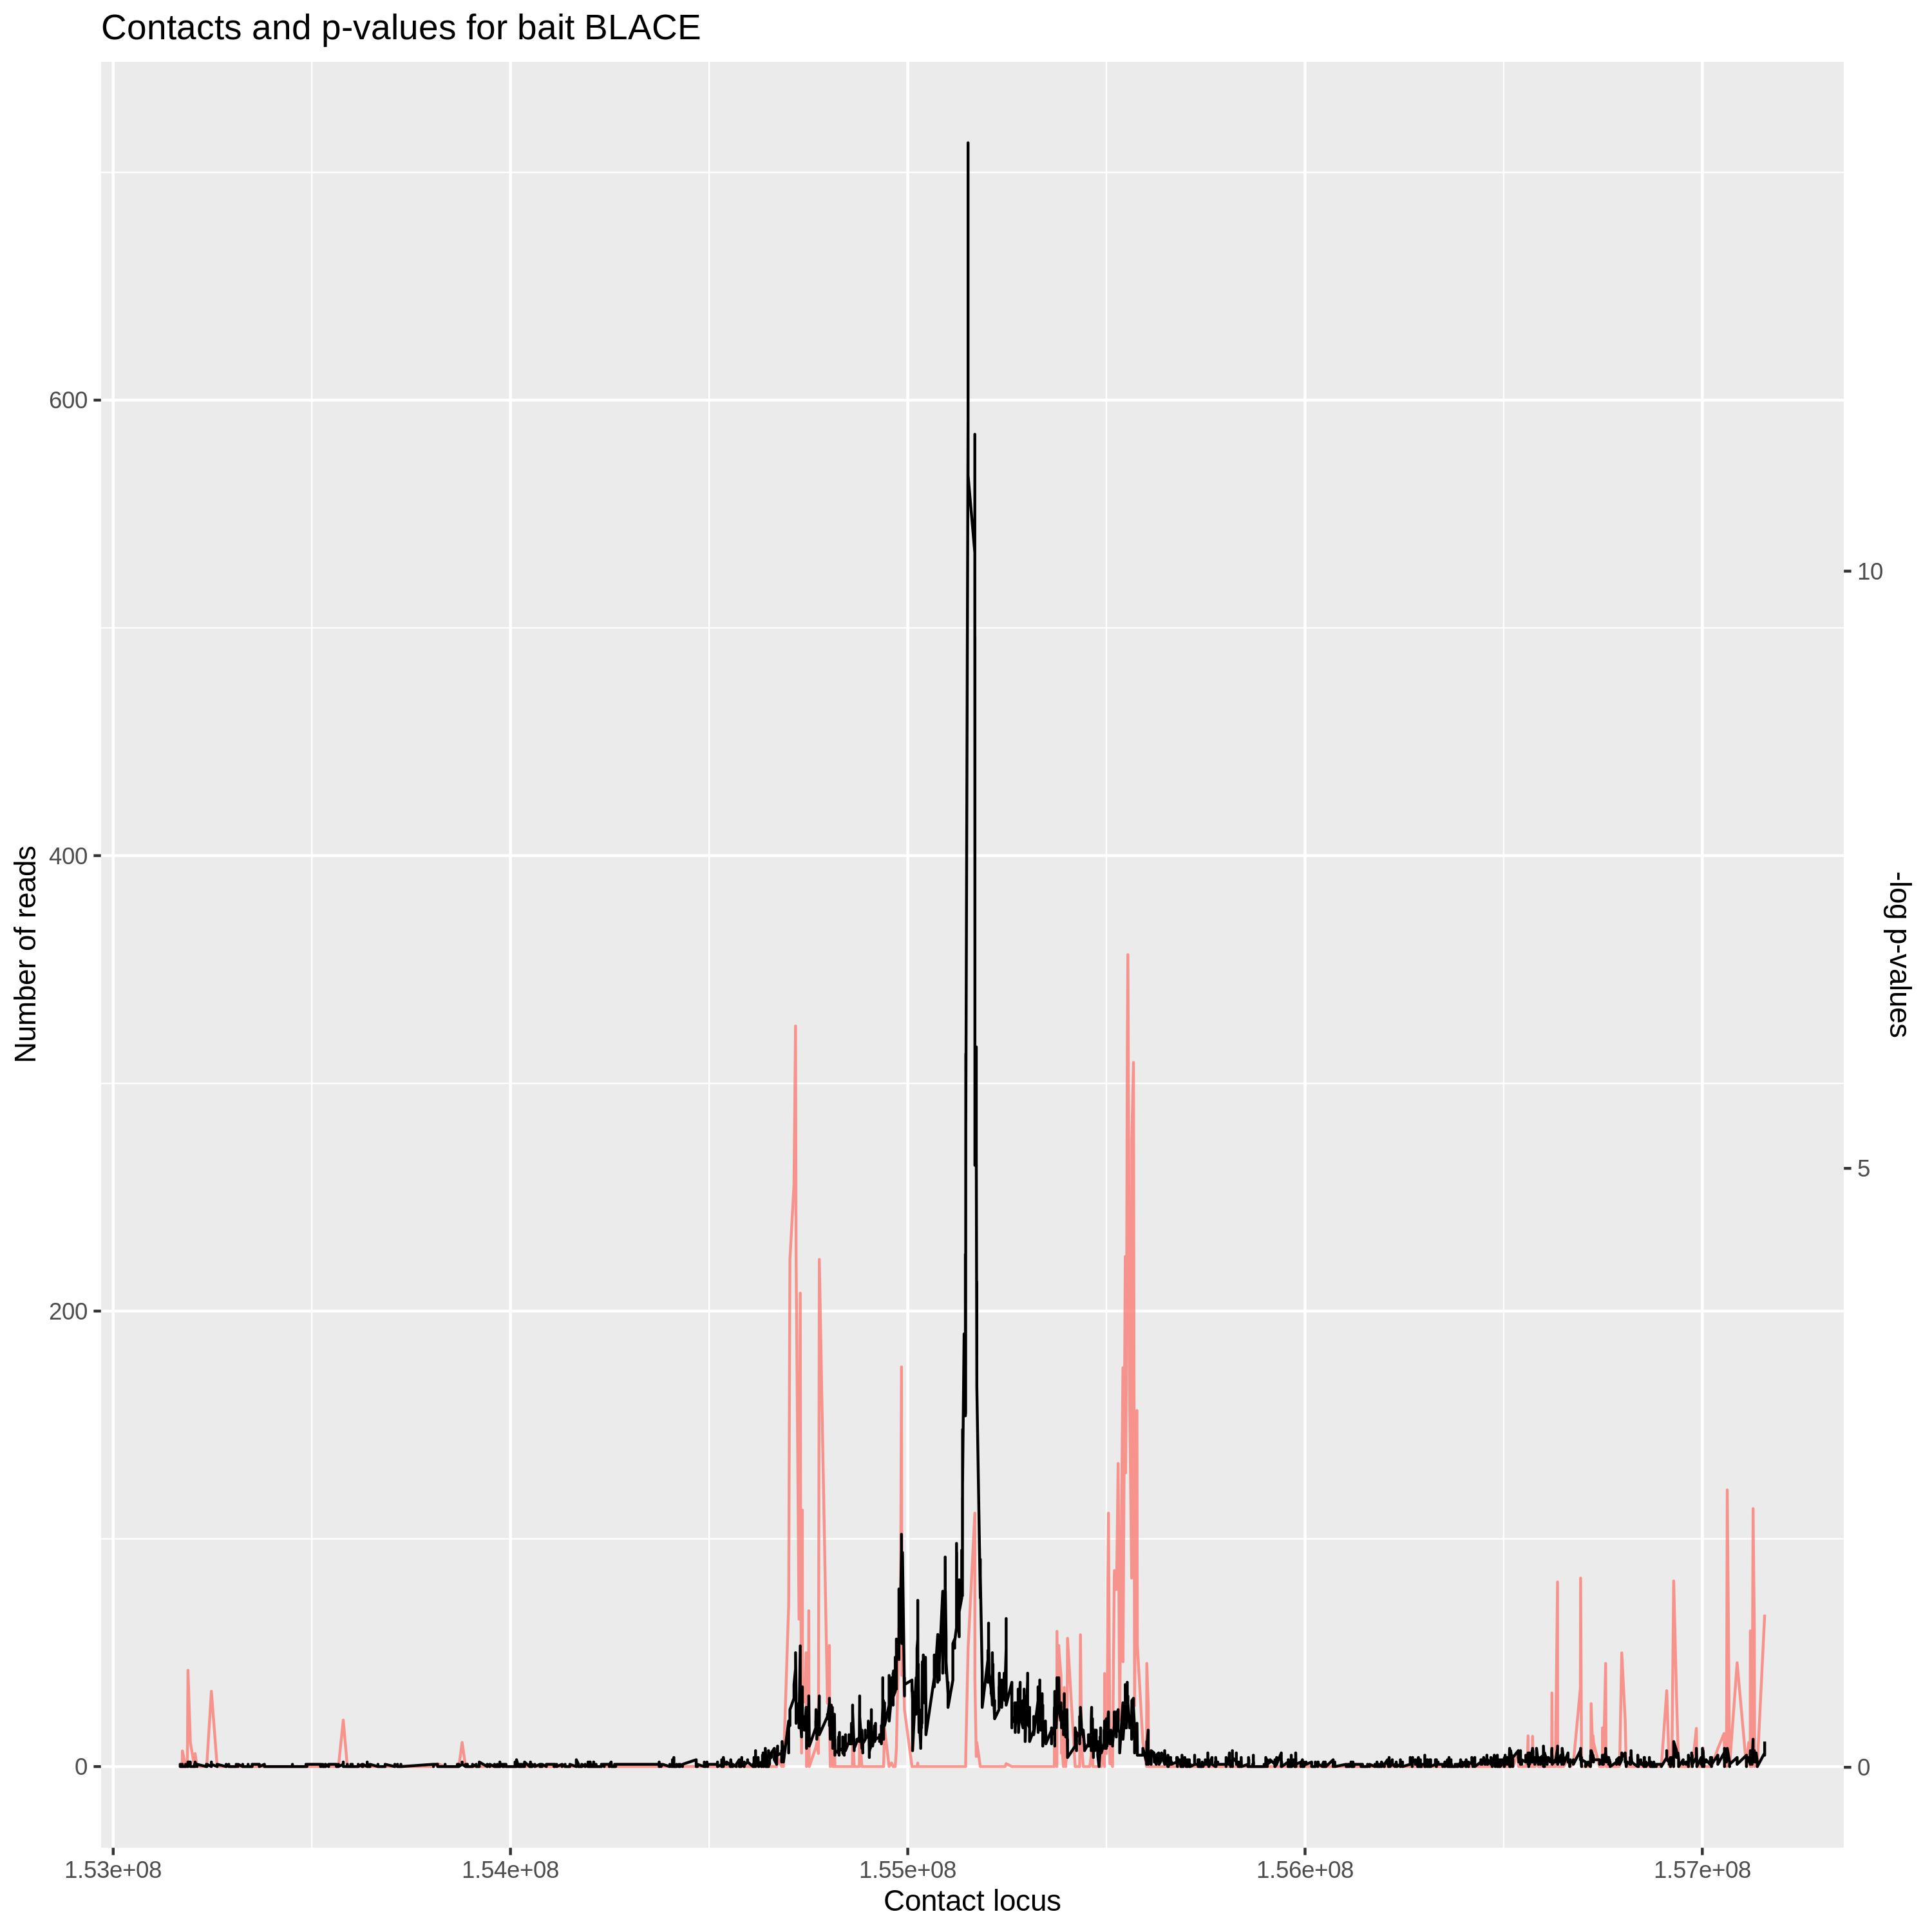 Contacts and p-values for bait BLACE
Number of reads
600
400
200
0
10
5
0
-log p-values
1.53e+08
1.54e+08
1.55e+08
1.56e+08
1.57e+08
Contact locus